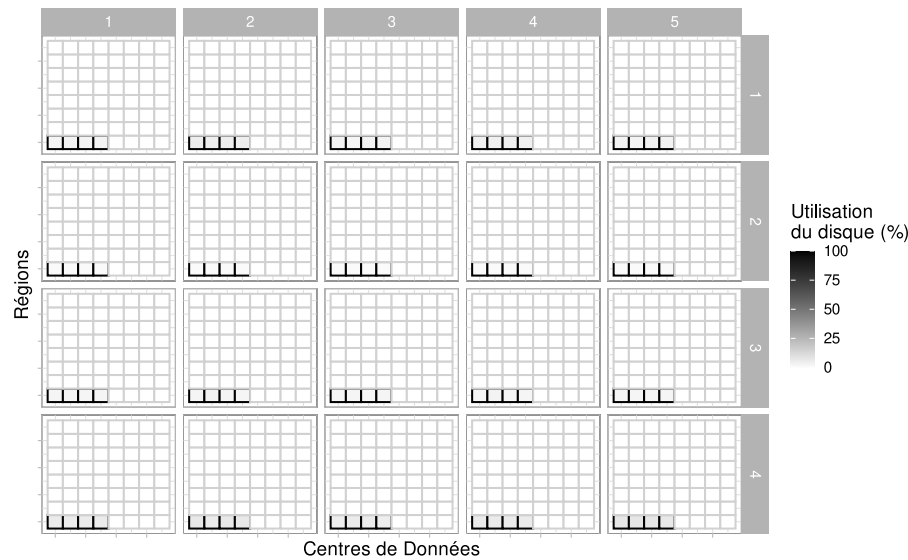 1 2 3 4 5
1
2
3
4
Régions
Centres de Données
Utilisation
du disque (%)
100
75
50
25
0